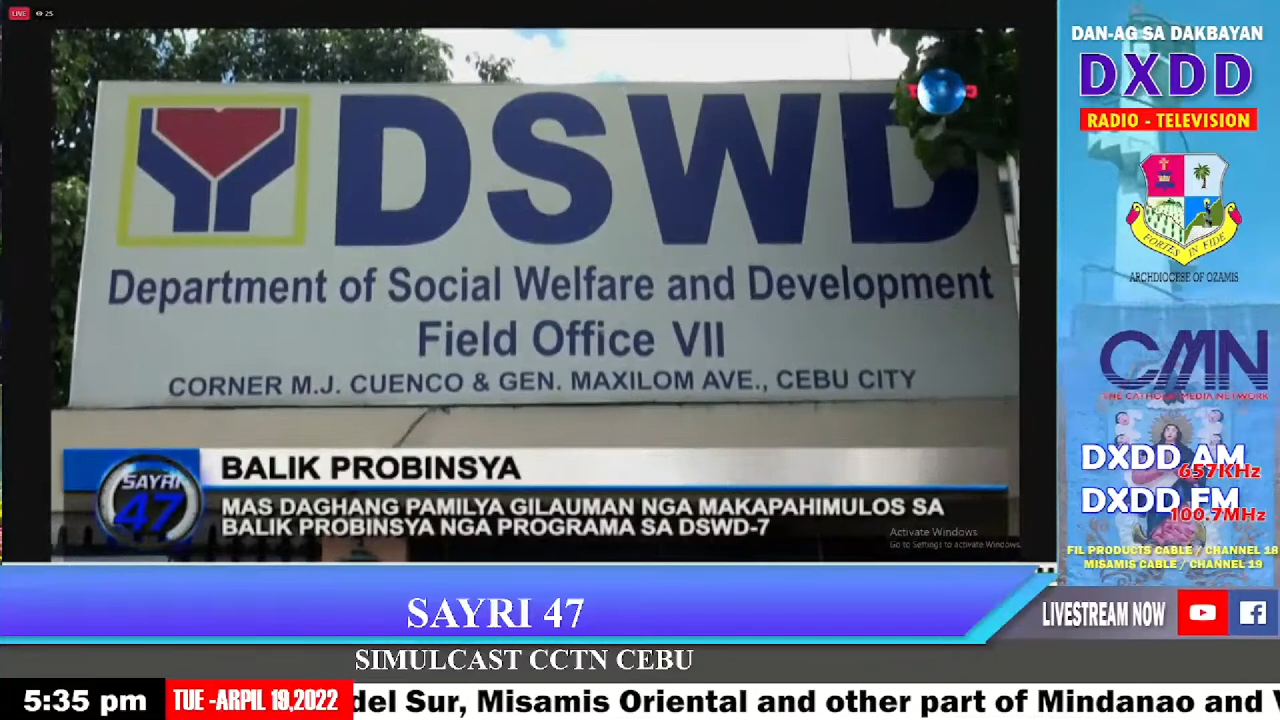 LIVE 25
DSWD
Department of Social Welfare and Development
Field Office VII
CORNER M.J. CUENCO & GEN. MAXILOM AVE., CEBU CITY
SAYRI
47
BALIK PROBINSYA
MAS DAGHANG PAMILYA GILAUMAN NGA MAKAPAHIMULOS SA
BALIK PROBINSYA NGA PROGRAMA SA DSWD-7
Activate Windows
Go to Settings to activate Windows.
DAN-AG SA DAKBAYAN
DXDD
RADIO - TELEVISION
FORTES IN FIDE
ARCHDIOCESE OF OZAMIS
CMN
THE CATHOLIC MEDIA NETWORK
DXDD AM
657KHz
DXDD FM
100.7MHz
FIL PRODUCTS CABLE / CHANNEL 18
MISAMIS CABLE / CHANNEL 19
SAYRI 47
LIVESTREAM NOW
SIMULCAST CCTN CEBU
5:35 pm
TUE -ARPIL 19,2022
del Sur, Misamis Oriental and other part of Mindanao and V